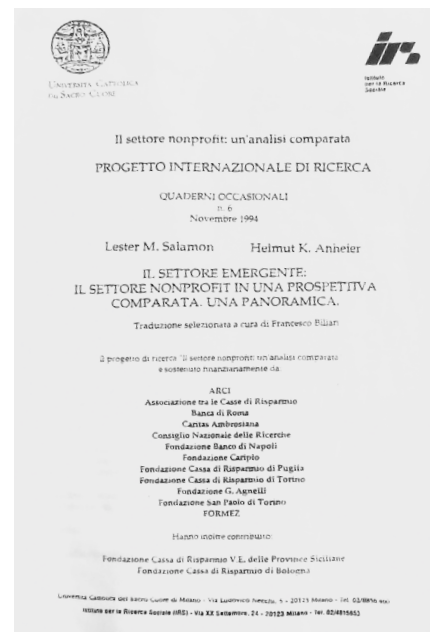 UNIVERSITÀ CATTOLICA
DEL SACRO CUORE
irs
Istituto
per la Ricerca
Sociale
Il settore nonprofit: un'analisi comparata
PROGETTO INTERNAZIONALE DI RICERCA
QUADERNI OCCASIONALI
n. 6
Novembre 1994
Lester M. Salamon Helmut K. Anheier
IL SETTORE EMERGENTE:
IL SETTORE NONPROFIT IN UNA PROSPETTIVA
COMPARATA. UNA PANORAMICA.
Traduzione selezionata a cura di Francesco Billari
Il progetto di ricerca "Il settore nonprofit: un'analisi comparata
è sostenuto finanziariamente da:
ARCI
Associazione tra le Casse di Risparmio
Banca di Roma
Caritas Ambrosiana
Consiglio Nazionale delle Ricerche
Fondazione Banco di Napoli
Fondazione Cariplo
Fondazione Cassa di Risparmio di Puglia
Fondazione Cassa di Risparmio di Torino
Fondazione G. Agnelli
Fondazione San Paolo di Torino
FORMEZ
Hanno inoltre contribuito:
Fondazione Cassa di Risparmio V.E. delle Province Siciliane
Fondazione Cassa di Risparmio di Bologna
Università Cattolica del Sacro Cuore di Milano - Via Ludovico Necchi, 5 - 20123 Milano - Tel. 02/8856
Istituto per la Ricerca Sociale (IRS) - Via XX Settembre, 24 - 20123 Milano - Tel. 02/4815653